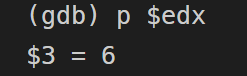 (gdb) p $edx
$3 = 6